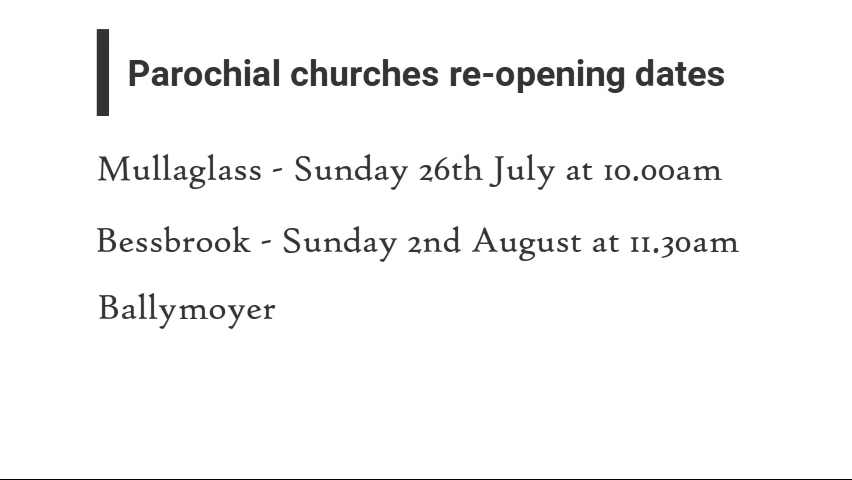 Parochial churches re-opening dates
Mullaglass - Sunday 26th July at 10.00am
Bessbrook - Sunday 2nd August at 11.30am
Ballymoyer